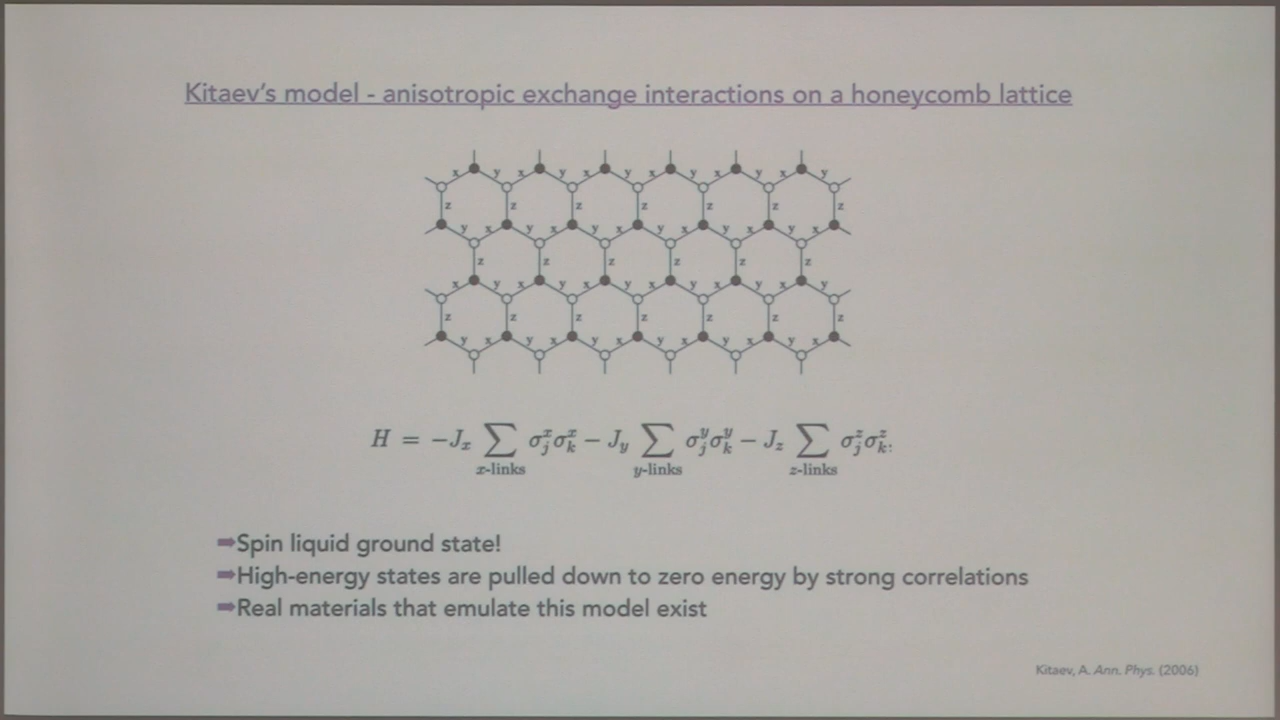 Kitaev's model - anisotropic exchange interactions on a honeycomb lattice
x y x y x y x y x y x y
z z z z z z z
y x y x y x y x y x y x
z z z z z z
x y x y x y x y x y x y
z z z z z z z
y x y x y x y x y x y x
H = −J_x ∑ σ_j^x σ_k^x − J_y ∑ σ_j^y σ_k^y − J_z ∑ σ_j^z σ_k^z.
x-links y-links z-links
➡Spin liquid ground state!
➡High-energy states are pulled down to zero energy by strong correlations
➡Real materials that emulate this model exist
Kitaev, A. Ann. Phys. (2006)